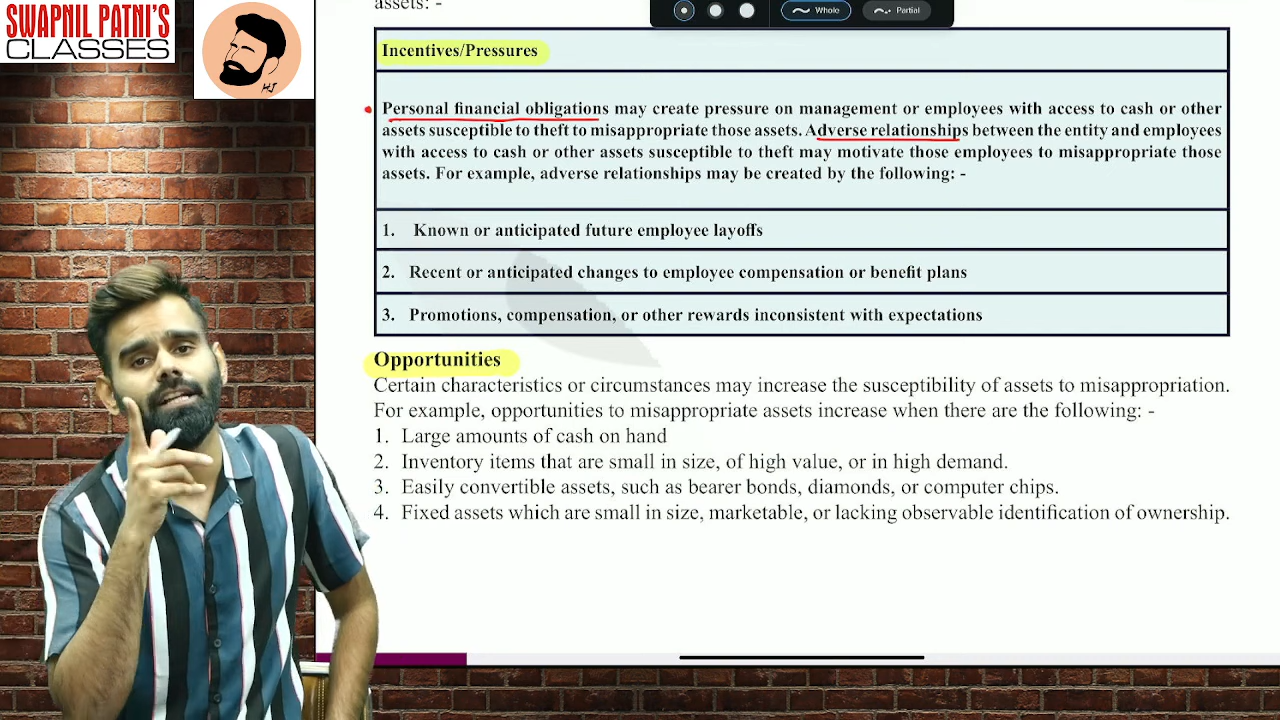 SWAPNIL PATNI'S
CLASSES
HJ
assets: -
Whole
Partial
Incentives/Pressures
Personal financial obligations may create pressure on management or employees with access to cash or other
assets susceptible to theft to misappropriate those assets. Adverse relationships between the entity and employees
with access to cash or other assets susceptible to theft may motivate those employees to misappropriate those
assets. For example, adverse relationships may be created by the following: -
1. Known or anticipated future employee layoffs
2. Recent or anticipated changes to employee compensation or benefit plans
3. Promotions, compensation, or other rewards inconsistent with expectations
Opportunities
Certain characteristics or circumstances may increase the susceptibility of assets to misappropriation.
For example, opportunities to misappropriate assets increase when there are the following: -
1. Large amounts of cash on hand
2. Inventory items that are small in size, of high value, or in high demand.
3. Easily convertible assets, such as bearer bonds, diamonds, or computer chips.
4. Fixed assets which are small in size, marketable, or lacking observable identification of ownership.